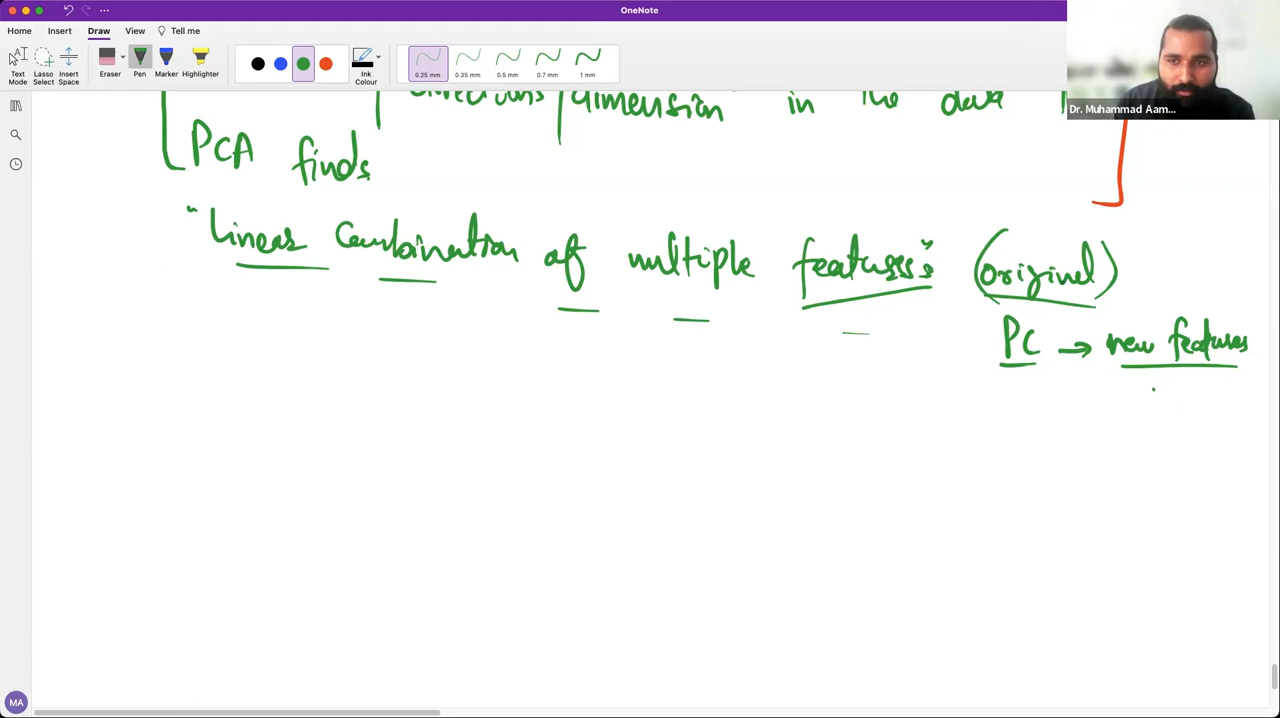 OneNote
Home Insert Draw View Tell me
Text Mode Lasso Select Insert Space Eraser Pen Marker Highlighter Ink Colour 0.25 mm 0.35 mm 0.5 mm 0.7 mm 1 mm
Dr. Muhammad Aam...
directions dimension in the data
PCA finds
"Linear Combination of multiple features" (original)
PC → new features
MA